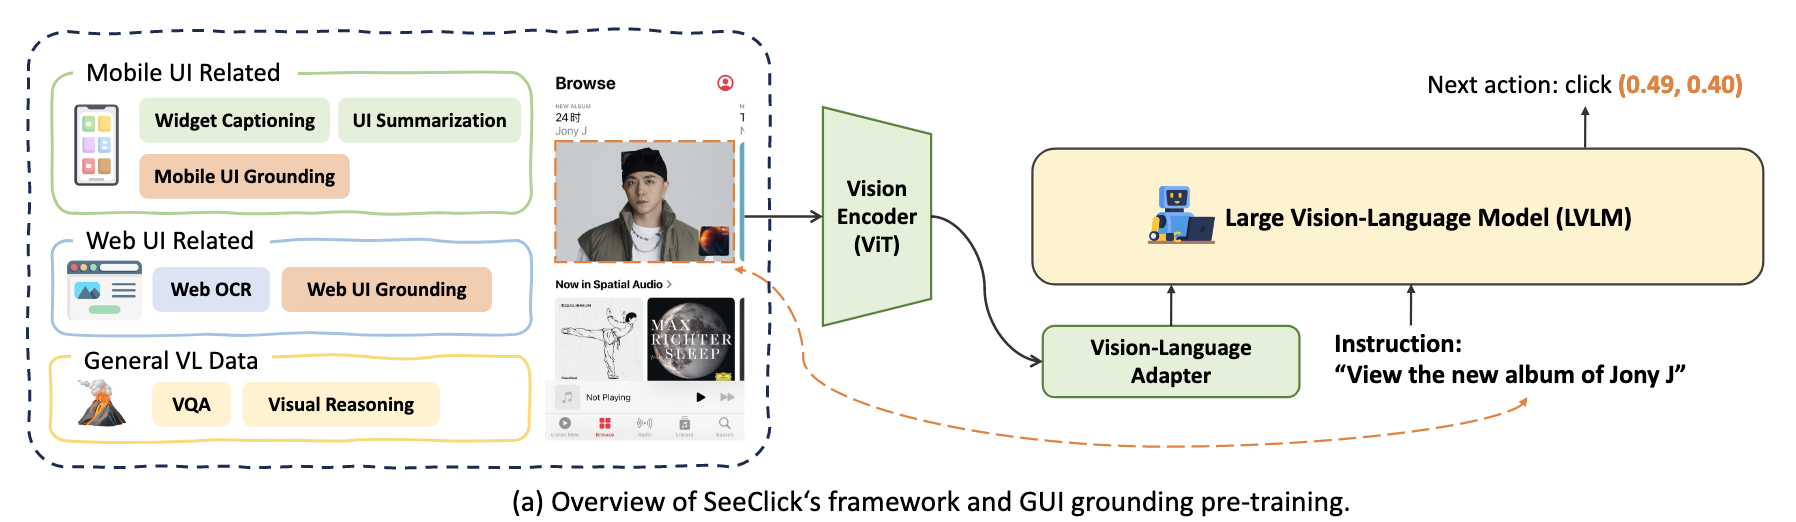 Mobile UI Related
Widget Captioning
UI Summarization
Mobile UI Grounding
Web UI Related
Web OCR
Web UI Grounding
General VL Data
VQA
Visual Reasoning
Browse
NEW ALBUM
24时
Jony J
N
T
N
Now in Spatial Audio >
MAX
RICHTER
SLEEP
Not Playing
Listen Now
Browse
Radio
Library
Search
Vision
Encoder
(ViT)
Vision-Language
Adapter
Next action: click (0.49, 0.40)
Large Vision-Language Model (LVLM)
Instruction:
“View the new album of Jony J”
(a) Overview of SeeClick‘s framework and GUI grounding pre-training.